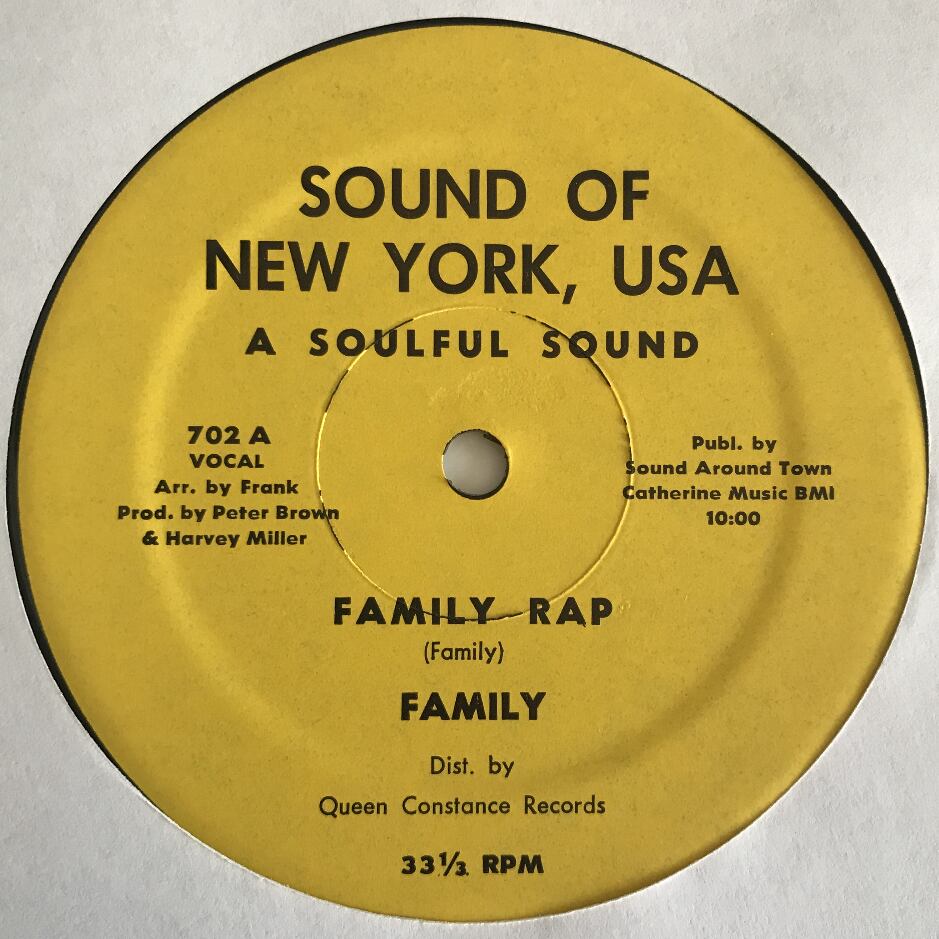 SOUND OF
NEW YORK, USA
A SOULFUL SOUND
702 A
VOCAL
Arr. by Frank
Prod. by Peter Brown
& Harvey Miller
Publ. by
Sound Around Town
Catherine Music BMI
10:00
FAMILY RAP
(Family)
FAMILY
Dist. by
Queen Constance Records
33 1/3 RPM